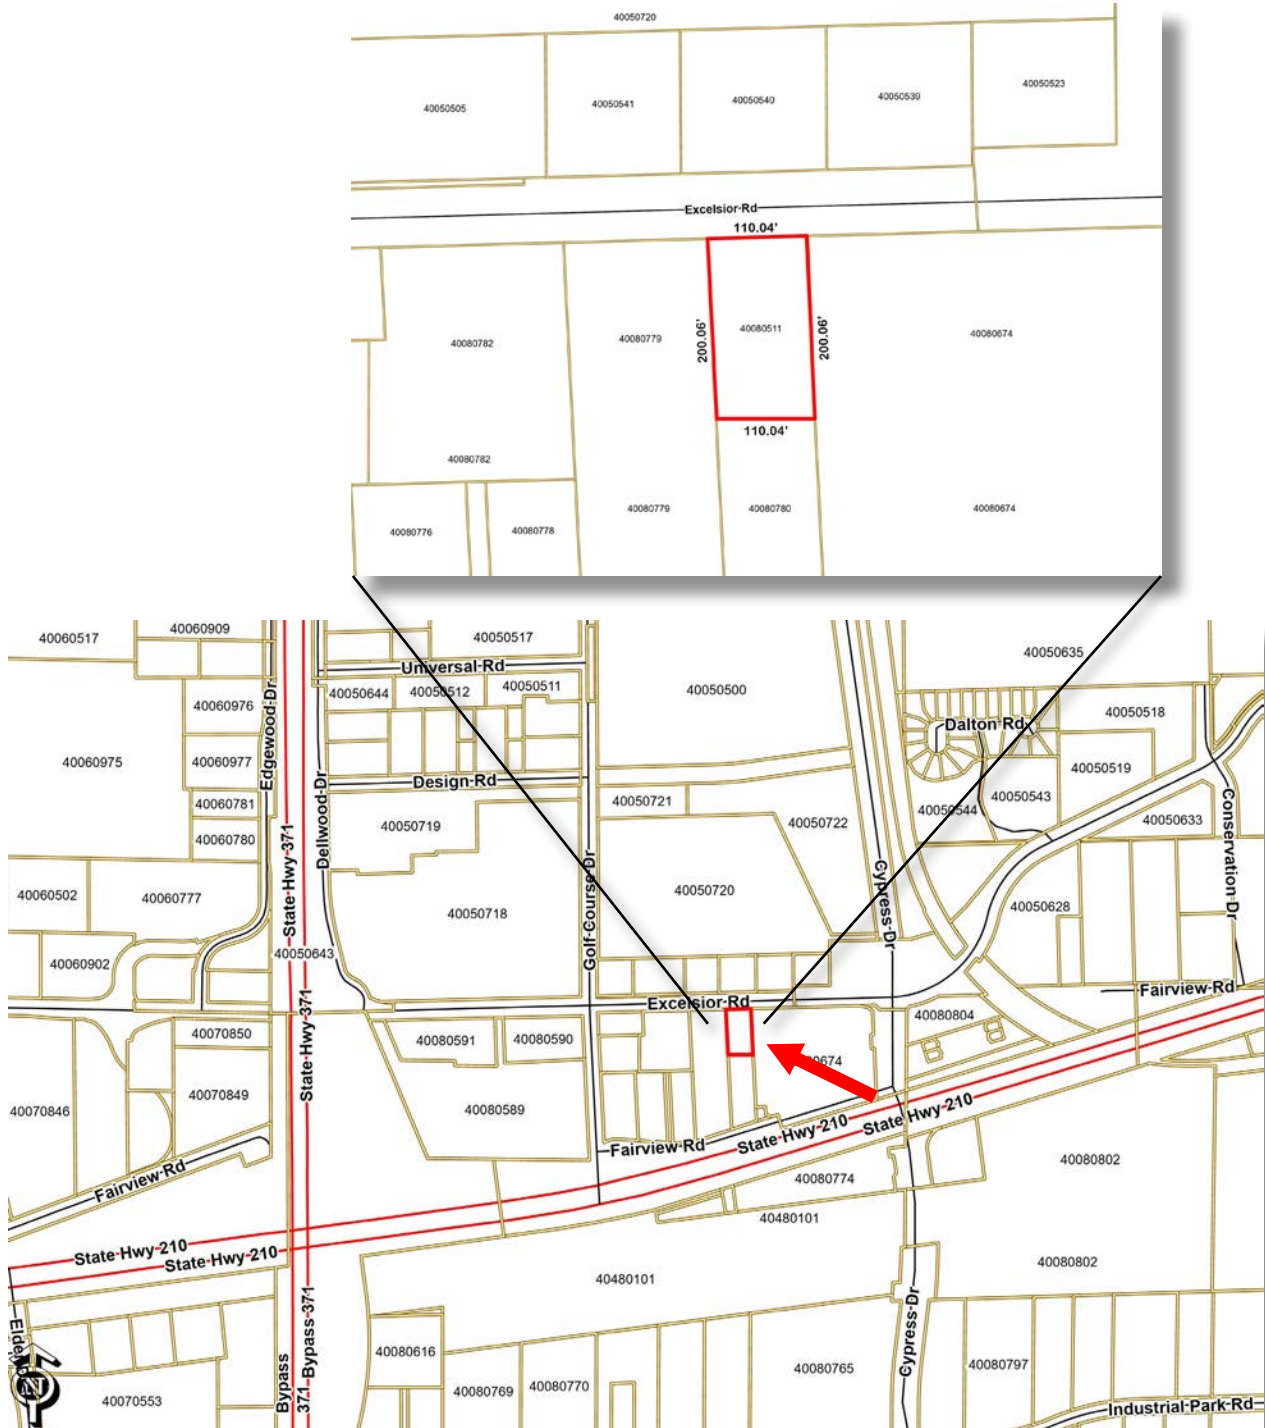 40050720
40050505
40050541
40050540
40050539
40050523
Excelsior Rd
110.04'
40080782
40080779
200.06'
40080511
200.06'
40080674
110.04'
40080782
40080776
40080778
40080779
40080780
40080674
40060517
40060909
40050517
Universal Rd
40050635
40050644
40050512
40050511
40050500
40060976
Edgewood Dr
Dalton Rd
40050518
40060975
40060977
Design Rd
40050519
40060781
40050721
40050543
40050544
Dellwood Dr
40060780
40050719
40050722
40050633
State Hwy 371
Conservation Dr
40060502
40060777
40050718
Golf Course Dr
40050720
Cypress Dr
40050628
40060902
40050643
State Hwy 371
Excelsior Rd
Fairview Rd
40070850
40080591
40080590
40080804
40070846
40070849
40080589
0674
Fairview Rd
Fairview Rd
State Hwy 210
State Hwy 210
40080774
40080802
State Hwy 210
State Hwy 210
40480101
40480101
40080802
Cypress Dr
Bypass 371
Bypass
371
40080616
40080769
40080770
40080765
40080797
40070553
N
Industrial Park Rd